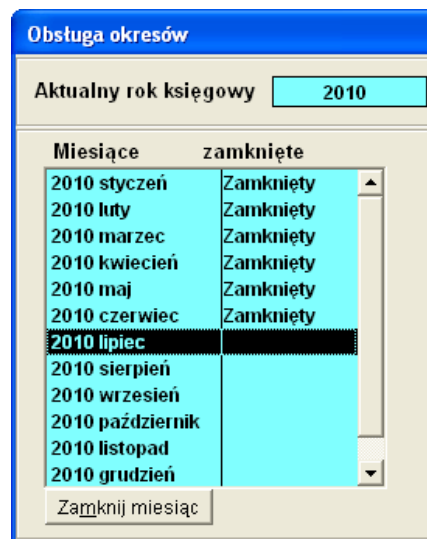 Obsługa okresów
Aktualny rok księgowy 2010
Miesiące zamknięte
2010 styczeń Zamknięty
2010 luty Zamknięty
2010 marzec Zamknięty
2010 kwiecień Zamknięty
2010 maj Zamknięty
2010 czerwiec Zamknięty
2010 lipiec
2010 sierpień
2010 wrzesień
2010 październik
2010 listopad
2010 grudzień
Zamknij miesiąc